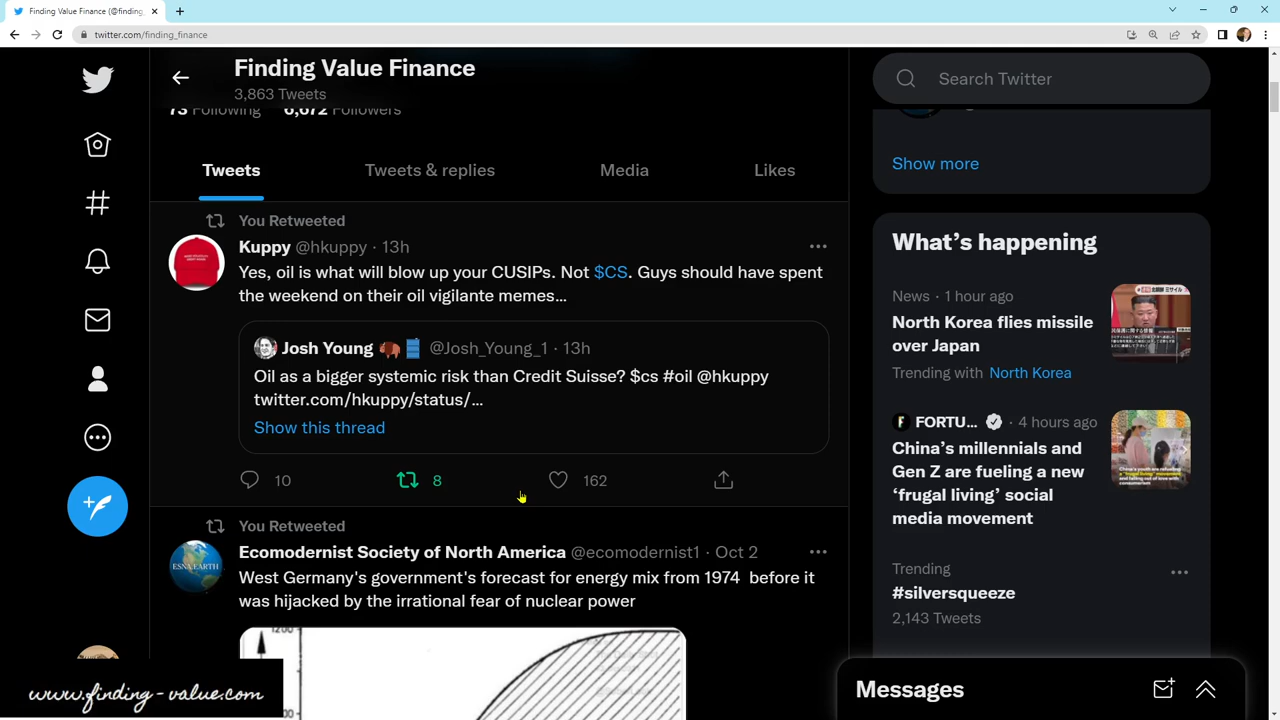 Finding Value Finance (@finding_
twitter.com/finding_finance
Finding Value Finance
3,863 Tweets
73 Following 6,672 Followers
Tweets
Tweets & replies
Media
Likes
You Retweeted
Kuppy @hkuppy · 13h
Yes, oil is what will blow up your CUSIPs. Not $CS. Guys should have spent
the weekend on their oil vigilante memes...
Josh Young @Josh_Young_1 · 13h
Oil as a bigger systemic risk than Credit Suisse? $cs #oil @hkuppy
twitter.com/hkuppy/status/...
Show this thread
10
8
162
You Retweeted
Ecomodernist Society of North America @ecomodernist1 · Oct 2
ESNA EARTH
West Germany's government's forecast for energy mix from 1974 before it
was hijacked by the irrational fear of nuclear power
1200
www.finding-value.com
Search Twitter
Show more
What's happening
News · 1 hour ago
North Korea flies missile
over Japan
Trending with North Korea
FORTU... · 4 hours ago
China's millennials and
Gen Z are fueling a new
'frugal living' social
media movement
Trending
#silversqueeze
2,143 Tweets
Messages